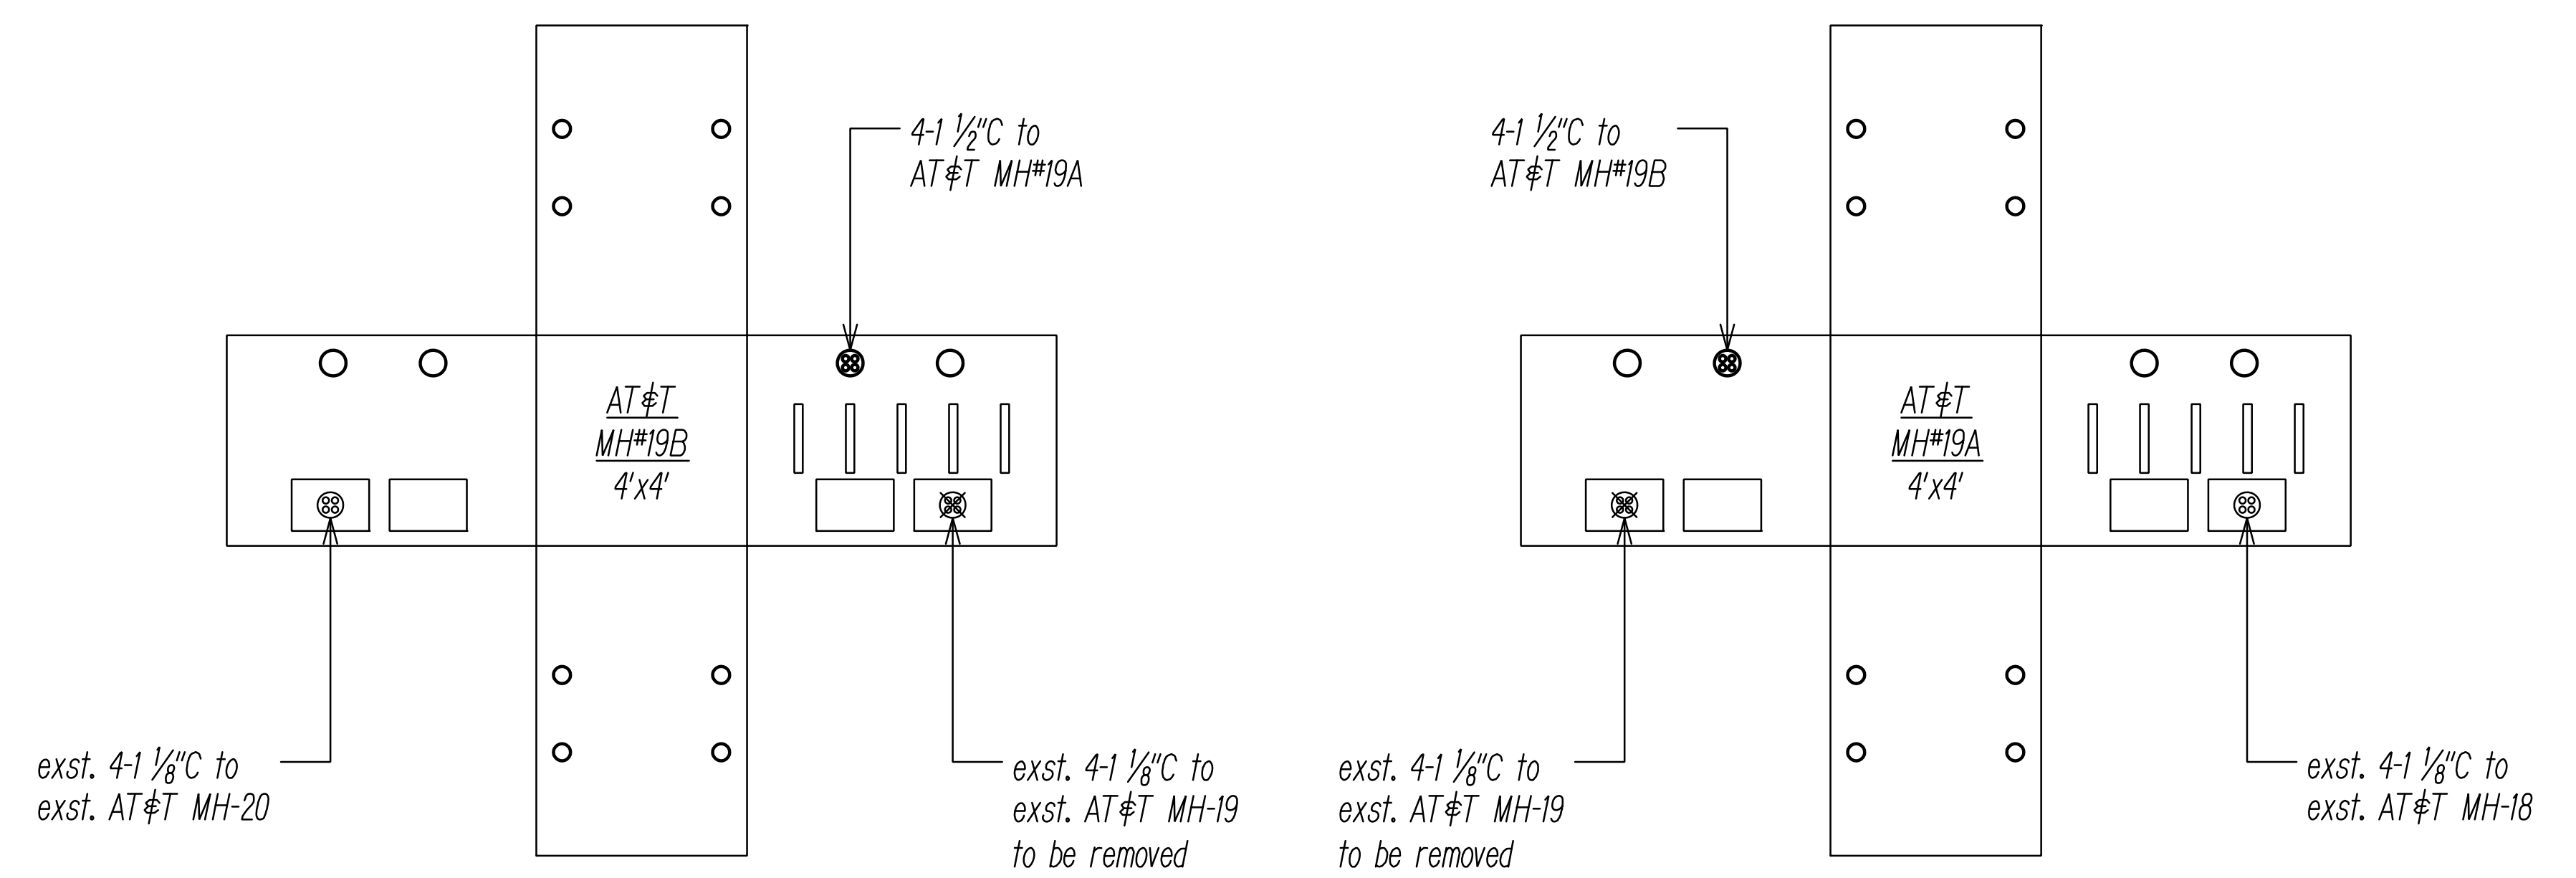 4-1 ½"C to
AT&T MH#19A
AT&T
MH#19B
4'x4'
exst. 4-1 ⅛"C to
exst. AT&T MH-20
exst. 4-1 ⅛"C to
exst. AT&T MH-19
to be removed
4-1 ½"C to
AT&T MH#19B
AT&T
MH#19A
4'x4'
exst. 4-1 ⅛"C to
exst. AT&T MH-19
to be removed
exst. 4-1 ⅛"C to
exst. AT&T MH-18